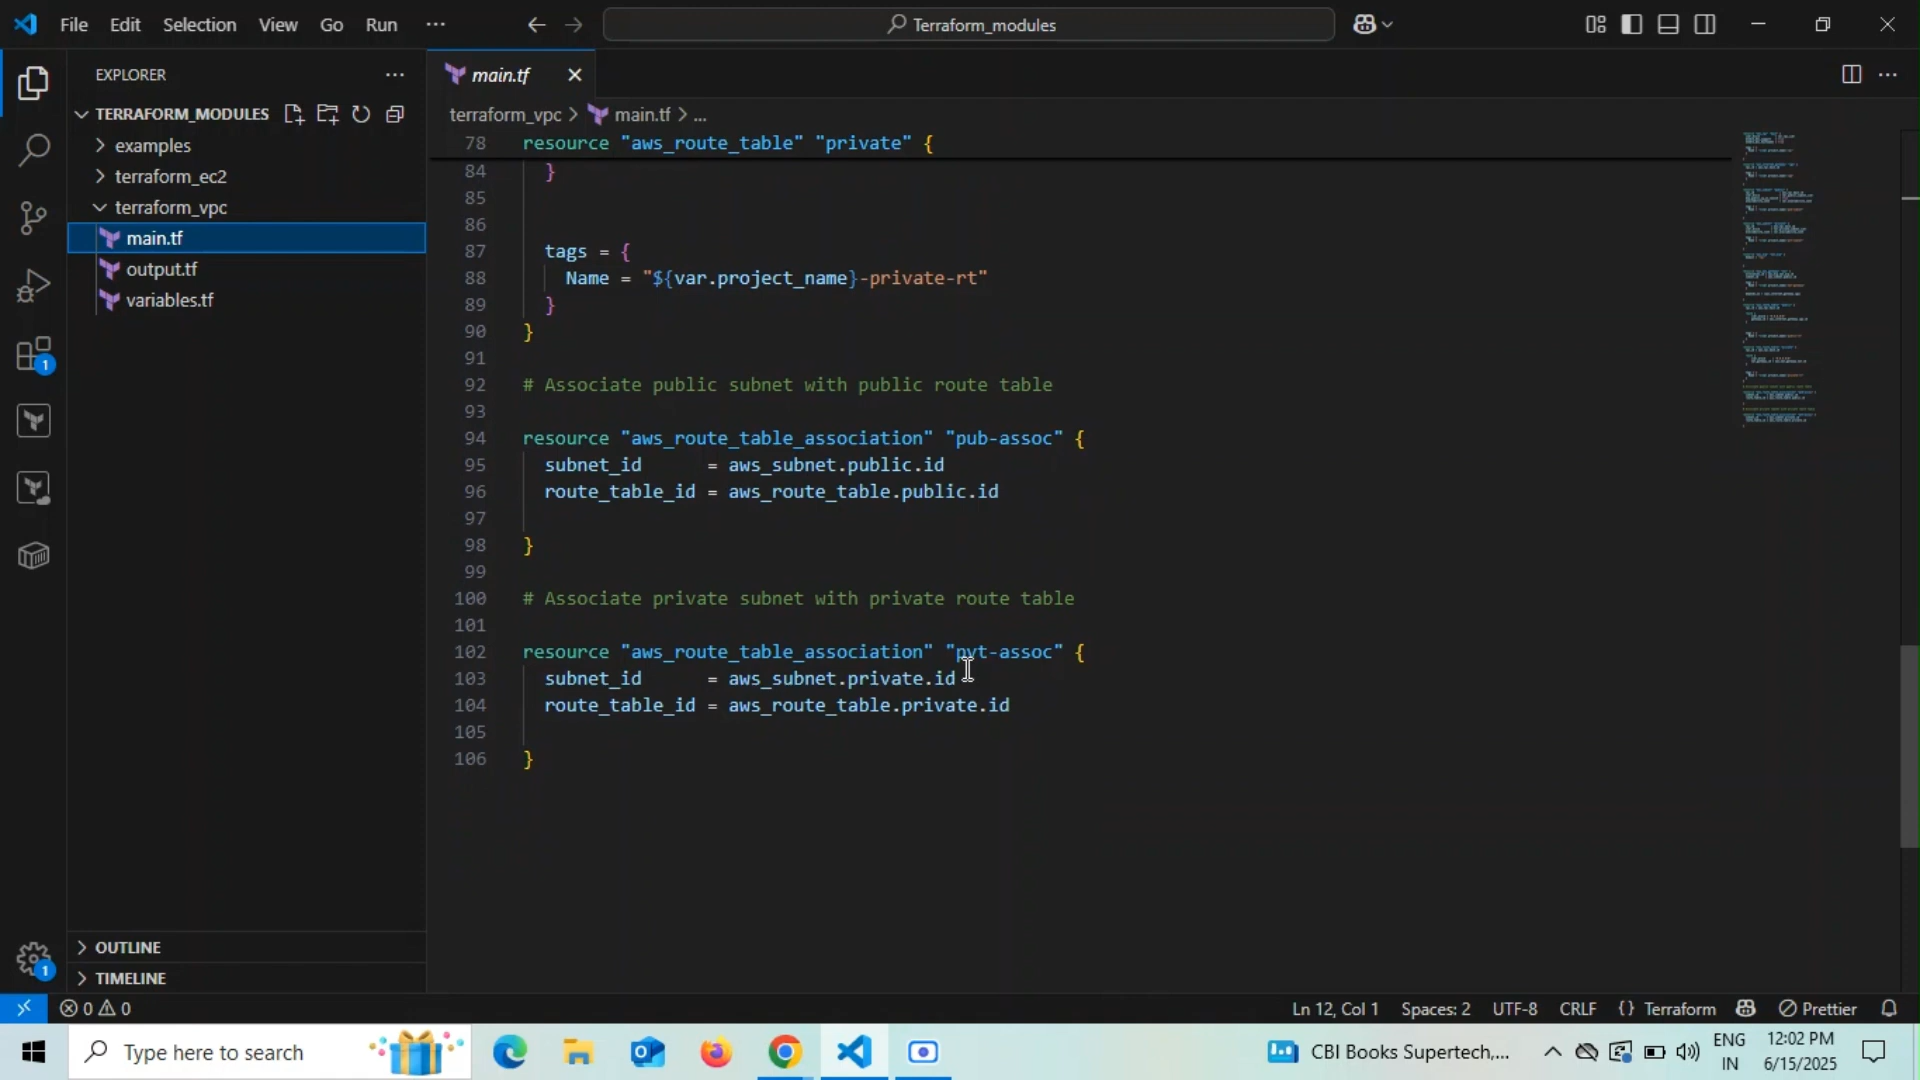 File Edit Selection View Go Run ··· Terraform_modules
EXPLORER ···
main.tf
TERRAFORM_MODULES
examples
terraform_ec2
terraform_vpc
main.tf
output.tf
variables.tf
OUTLINE
TIMELINE
terraform_vpc > main.tf > ...
78 resource "aws_route_table" "private" {
84 }
85
86
87 tags = {
88 Name = "${var.project_name}-private-rt"
89 }
90 }
91
92 # Associate public subnet with public route table
93
94 resource "aws_route_table_association" "pub-assoc" {
95 subnet_id = aws_subnet.public.id
96 route_table_id = aws_route_table.public.id
97
98 }
99
100 # Associate private subnet with private route table
101
102 resource "aws_route_table_association" "pvt-assoc" {
103 subnet_id = aws_subnet.private.id
104 route_table_id = aws_route_table.private.id
105
106 }
1
1
0 0 Ln 12, Col 1 Spaces: 2 UTF-8 CRLF {} Terraform Prettier
Type here to search CBI Books Supertech,... ENG 12:02 PM
IN 6/15/2025